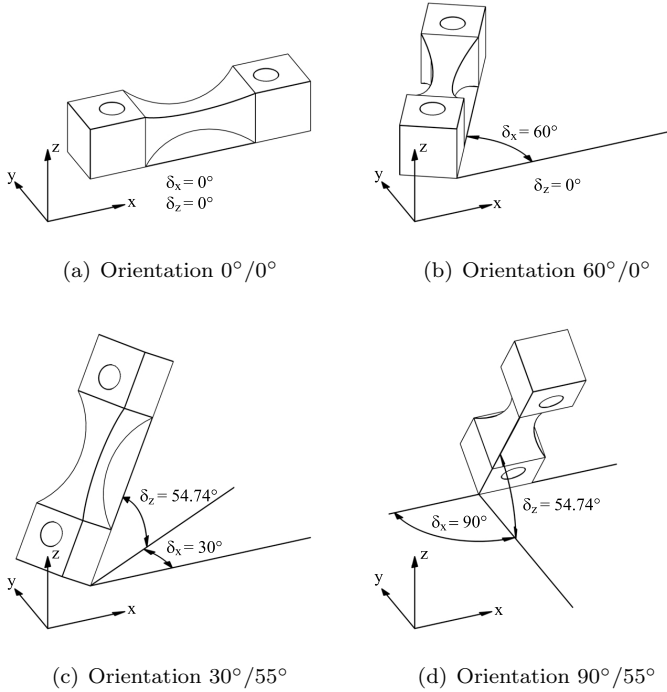 z
y
x
δx= 0°
δz= 0°
(a) Orientation 0°/0°
z
y
x
δx= 60°
δz= 0°
(b) Orientation 60°/0°
z
y
x
δz= 54.74°
δx= 30°
(c) Orientation 30°/55°
z
y
x
δz= 54.74°
δx= 90°
(d) Orientation 90°/55°